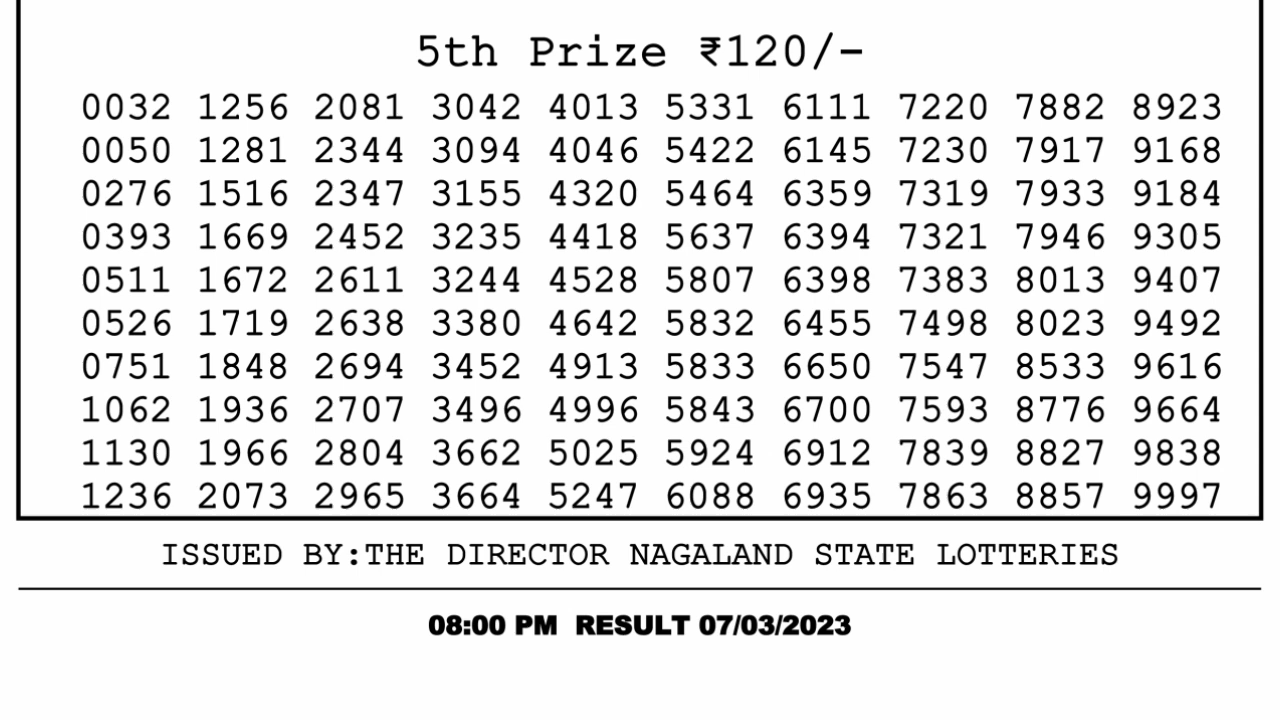 5th Prize ₹120/-
0032 1256 2081 3042 4013 5331 6111 7220 7882 8923
0050 1281 2344 3094 4046 5422 6145 7230 7917 9168
0276 1516 2347 3155 4320 5464 6359 7319 7933 9184
0393 1669 2452 3235 4418 5637 6394 7321 7946 9305
0511 1672 2611 3244 4528 5807 6398 7383 8013 9407
0526 1719 2638 3380 4642 5832 6455 7498 8023 9492
0751 1848 2694 3452 4913 5833 6650 7547 8533 9616
1062 1936 2707 3496 4996 5843 6700 7593 8776 9664
1130 1966 2804 3662 5025 5924 6912 7839 8827 9838
1236 2073 2965 3664 5247 6088 6935 7863 8857 9997
ISSUED BY:THE DIRECTOR NAGALAND STATE LOTTERIES
08:00 PM RESULT 07/03/2023